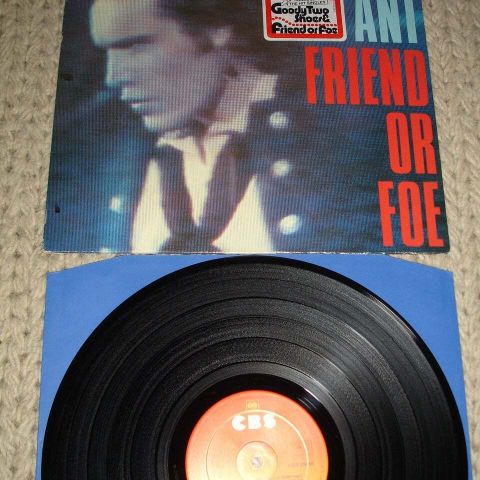 Goody Two
Shoes &
Friend or Foe
ANT
FRIEND
OR
FOE
CBS